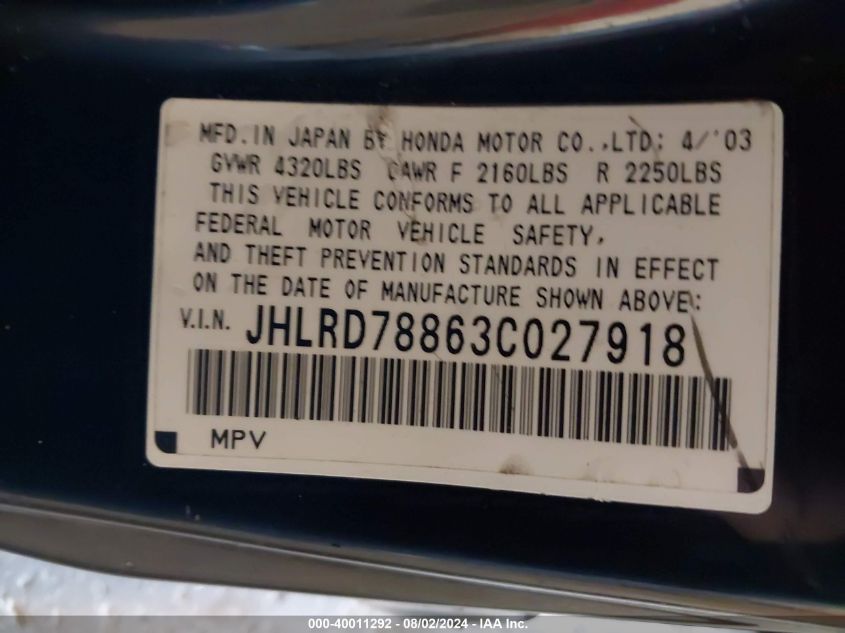 MFD. IN JAPAN BY HONDA MOTOR CO.,LTD; 4/'03
GVWR 4320LBS GAWR F 2160LBS R 2250LBS
THIS VEHICLE CONFORMS TO ALL APPLICABLE
FEDERAL MOTOR VEHICLE SAFETY,
AND THEFT PREVENTION STANDARDS IN EFFECT
ON THE DATE OF MANUFACTURE SHOWN ABOVE:
V.I.N. JHLRD78863C027918
MPV
000-40011292 - 08/02/2024 - IAA Inc.